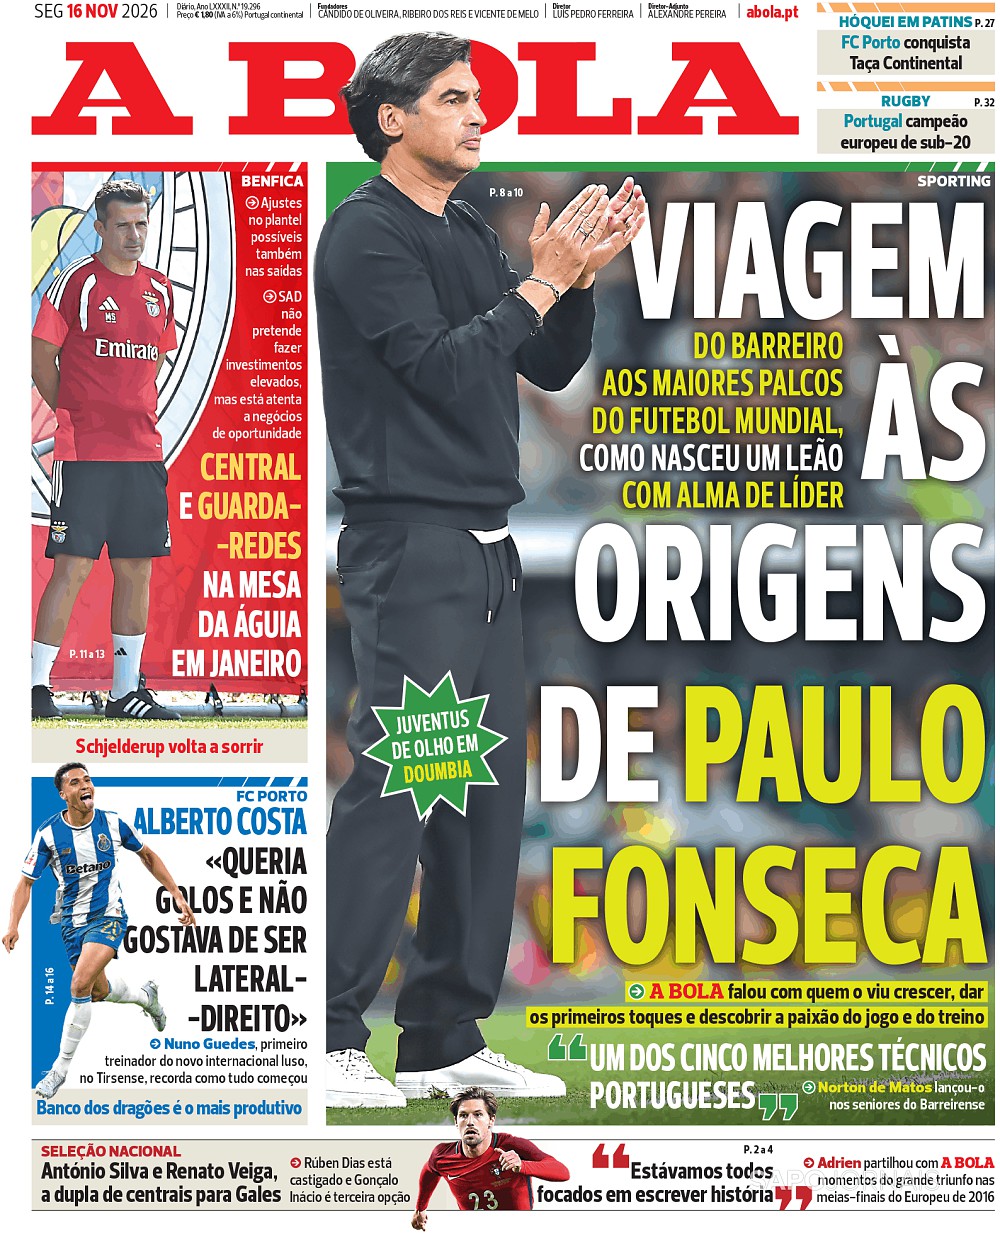 SEG 16 NOV 2026
Diário, Ano LXXXII, N.º 19.296
Preço € 1,80 (IVA a 6%) Portugal continental
Fundadores
CANDIDO DE OLIVEIRA, RIBEIRO DOS REIS E VICENTE DE MELO
Diretor
LUÍS PEDRO FERREIRA
Diretor-Adjunto
ALEXANDRE PEREIRA
abola.pt
A BOLA
HÓQUEI EM PATINS P. 27
FC Porto conquista
Taça Continental
RUGBY P. 32
Portugal campeão
europeu de sub-20
BENFICA
Ajustes
no plantel
possíveis
também
nas saídas
SAD
não
pretende
fazer
investimentos
elevados,
mas está atenta
a negócios
de oportunidade
CENTRAL
E GUARDA-
-REDES
NA MESA
DA ÁGUIA
EM JANEIRO
P. 11 a 13
MS
Emirates
Schjelderup volta a sorrir
FC PORTO
ALBERTO COSTA
«QUERIA
GOLOS E NÃO
GOSTAVA DE SER
LATERAL-
-DIREITO»
Nuno Guedes, primeiro
treinador do novo internacional luso,
no Tirsense, recorda como tudo começou
P. 14 a 16
Betano
20
Banco dos dragões é o mais produtivo
SPORTING
P. 8 a 10
VIAGEM
ÀS
ORIGENS
DE PAULO
FONSECA
DO BARREIRO
AOS MAIORES PALCOS
DO FUTEBOL MUNDIAL,
COMO NASCEU UM LEÃO
COM ALMA DE LÍDER
JUVENTUS
DE OLHO EM
DOUMBIA
A BOLA falou com quem o viu crescer, dar
os primeiros toques e descobrir a paixão do jogo e do treino
“UM DOS CINCO MELHORES TÉCNICOS
PORTUGUESES”
Norton de Matos lançou-o
nos seniores do Barreirense
SELEÇÃO NACIONAL
António Silva e Renato Veiga,
a dupla de centrais para Gales
Rúben Dias está
castigado e Gonçalo
Inácio é terceira opção
23
P. 2 a 4
“Estávamos todos
focados em escrever história”
Adrien partilhou com A BOLA
momentos do grande triunfo nas
meias-finais do Europeu de 2016